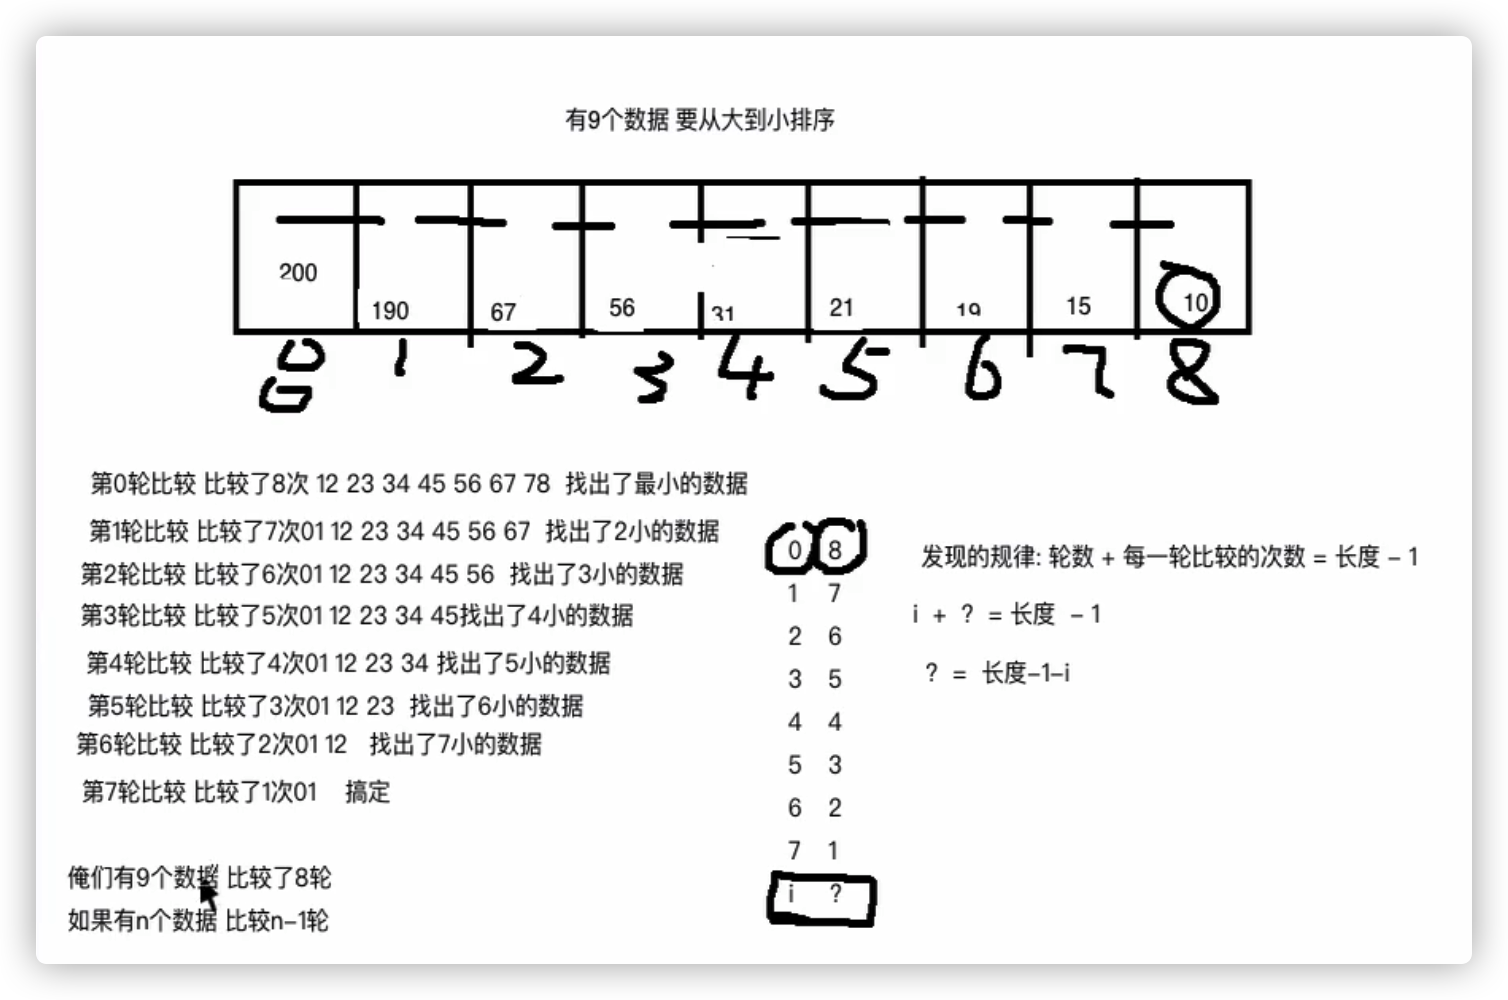 有9个数据 要从大到小排序
200 190 67 56 31 21 19 15 10
0 1 2 3 4 5 6 7 8
第0轮比较 比较了8次 12 23 34 45 56 67 78 找出了最小的数据
第1轮比较 比较了7次01 12 23 34 45 56 67 找出了2小的数据
第2轮比较 比较了6次01 12 23 34 45 56 找出了3小的数据
第3轮比较 比较了5次01 12 23 34 45找出了4小的数据
第4轮比较 比较了4次01 12 23 34 找出了5小的数据
第5轮比较 比较了3次01 12 23 找出了6小的数据
第6轮比较 比较了2次01 12 找出了7小的数据
第7轮比较 比较了1次01 搞定
俺们有9个数据 比较了8轮
如果有n个数据 比较n-1轮
0 8
1 7
2 6
3 5
4 4
5 3
6 2
7 1
i ?
发现的规律: 轮数 + 每一轮比较的次数 = 长度 - 1
i + ? = 长度 - 1
? = 长度-1-i